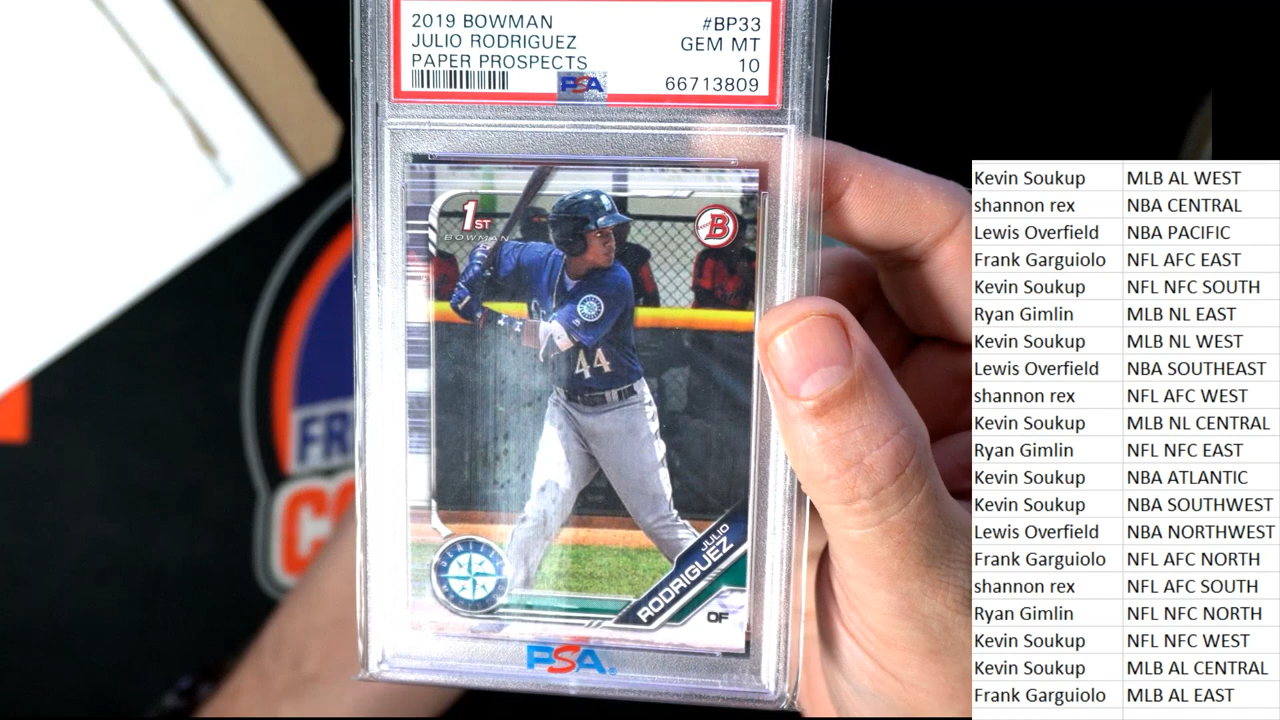 2019 BOWMAN #BP33
JULIO RODRIGUEZ GEM MT
PAPER PROSPECTS 10
PSA 66713809
1ST
BOWMAN
B
44
SEATTLE
JULIO
RODRIGUEZ
OF
PSA
FR
CO
Kevin Soukup MLB AL WEST
shannon rex NBA CENTRAL
Lewis Overfield NBA PACIFIC
Frank Garguiolo NFL AFC EAST
Kevin Soukup NFL NFC SOUTH
Ryan Gimlin MLB NL EAST
Kevin Soukup MLB NL WEST
Lewis Overfield NBA SOUTHEAST
shannon rex NFL AFC WEST
Kevin Soukup MLB NL CENTRAL
Ryan Gimlin NFL NFC EAST
Kevin Soukup NBA ATLANTIC
Kevin Soukup NBA SOUTHWEST
Lewis Overfield NBA NORTHWEST
Frank Garguiolo NFL AFC NORTH
shannon rex NFL AFC SOUTH
Ryan Gimlin NFL NFC NORTH
Kevin Soukup NFL NFC WEST
Kevin Soukup MLB AL CENTRAL
Frank Garguiolo MLB AL EAST